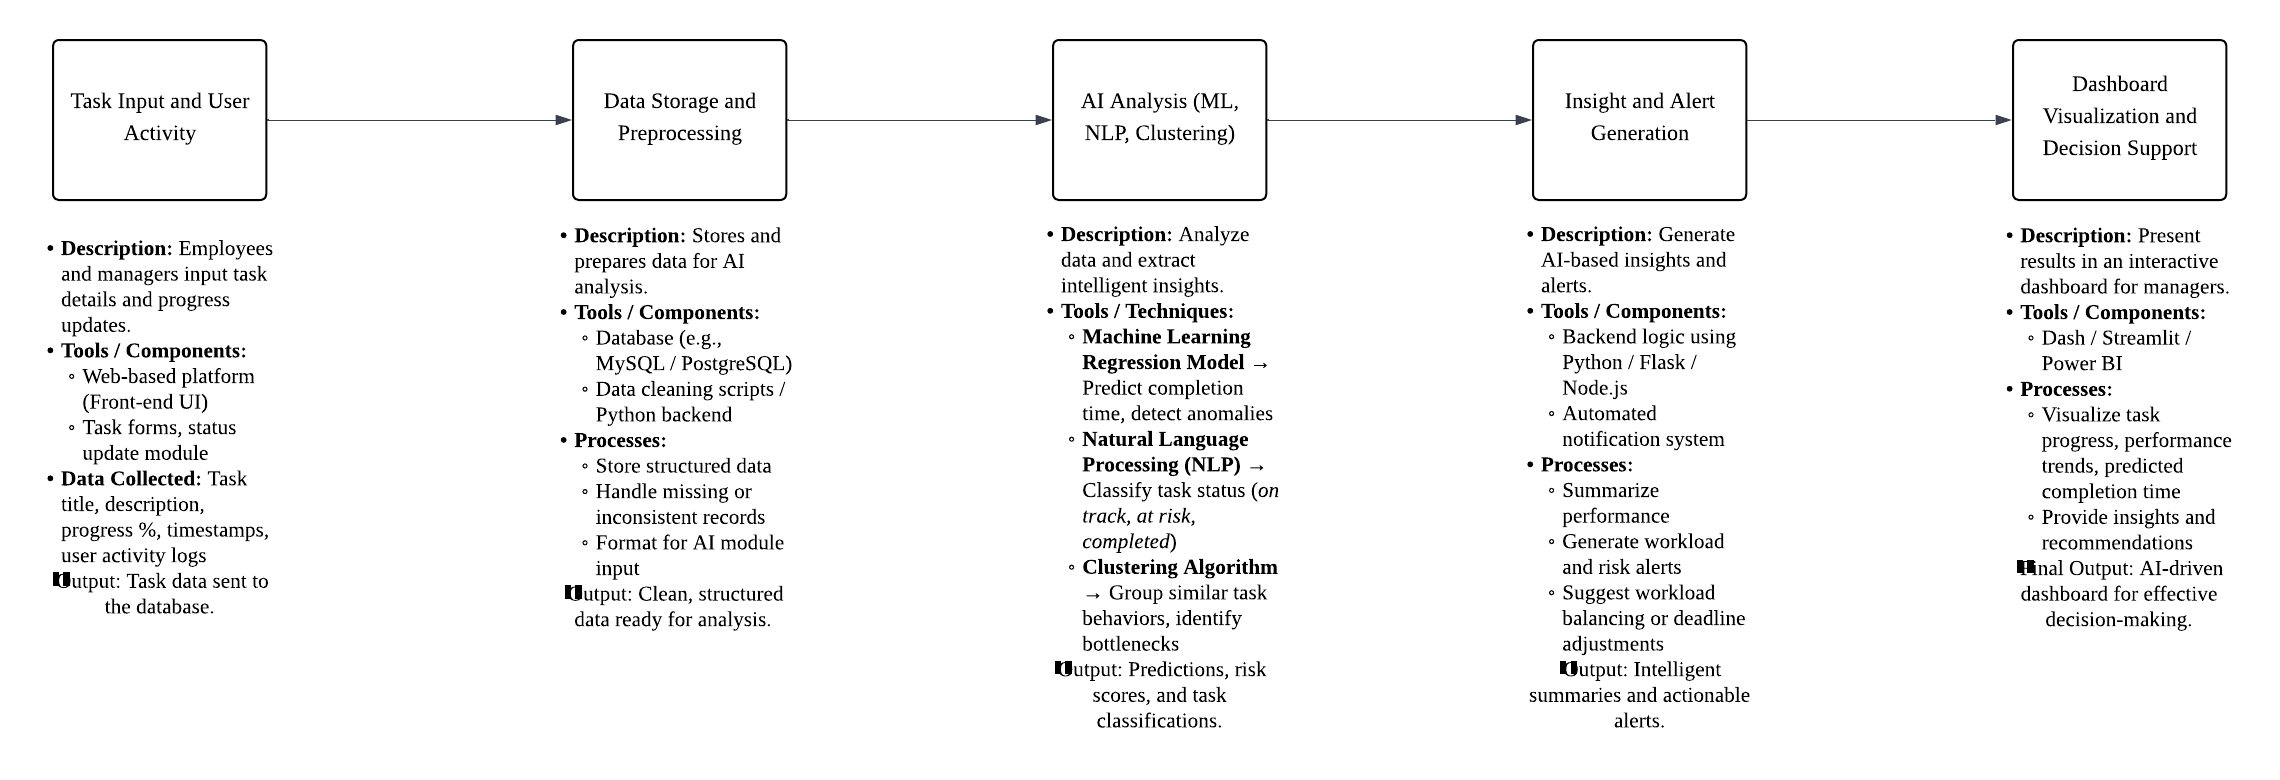 Task Input and User
Activity
Data Storage and
Preprocessing
AI Analysis (ML,
NLP, Clustering)
Insight and Alert
Generation
Dashboard
Visualization and
Decision Support
• Description: Employees
and managers input task
details and progress
updates.
• Tools / Components:
◦ Web-based platform
(Front-end UI)
◦ Task forms, status
update module
• Data Collected: Task
title, description,
progress %, timestamps,
user activity logs
Output: Task data sent to
the database.
• Description: Stores and
prepares data for AI
analysis.
• Tools / Components:
◦ Database (e.g.,
MySQL / PostgreSQL)
◦ Data cleaning scripts /
Python backend
• Processes:
◦ Store structured data
◦ Handle missing or
inconsistent records
◦ Format for AI module
input
Output: Clean, structured
data ready for analysis.
• Description: Analyze
data and extract
intelligent insights.
• Tools / Techniques:
◦ Machine Learning
Regression Model →
Predict completion
time, detect anomalies
◦ Natural Language
Processing (NLP) →
Classify task status (on
track, at risk,
completed)
◦ Clustering Algorithm
→ Group similar task
behaviors, identify
bottlenecks
Output: Predictions, risk
scores, and task
classifications.
• Description: Generate
AI-based insights and
alerts.
• Tools / Components:
◦ Backend logic using
Python / Flask /
Node.js
◦ Automated
notification system
• Processes:
◦ Summarize
performance
◦ Generate workload
and risk alerts
◦ Suggest workload
balancing or deadline
adjustments
Output: Intelligent
summaries and actionable
alerts.
• Description: Present
results in an interactive
dashboard for managers.
• Tools / Components:
◦ Dash / Streamlit /
Power BI
• Processes:
◦ Visualize task
progress, performance
trends, predicted
completion time
◦ Provide insights and
recommendations
Final Output: AI-driven
dashboard for effective
decision-making.